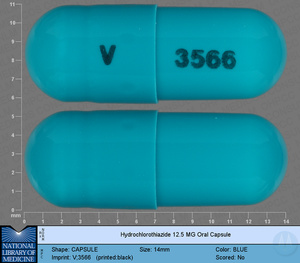 11
10
9
8
7
6
5
4
3
2
1
0
mm
V
3566
0 1 2 3 4 5 6 7 8 9 10 11 12 13 14
NATIONAL
LIBRARY OF
MEDICINE
Hydrochlorothiazide 12.5 MG Oral Capsule
Shape: CAPSULE Size: 14mm Color: BLUE
Imprint: V;3566 (printed;black) Scored: No